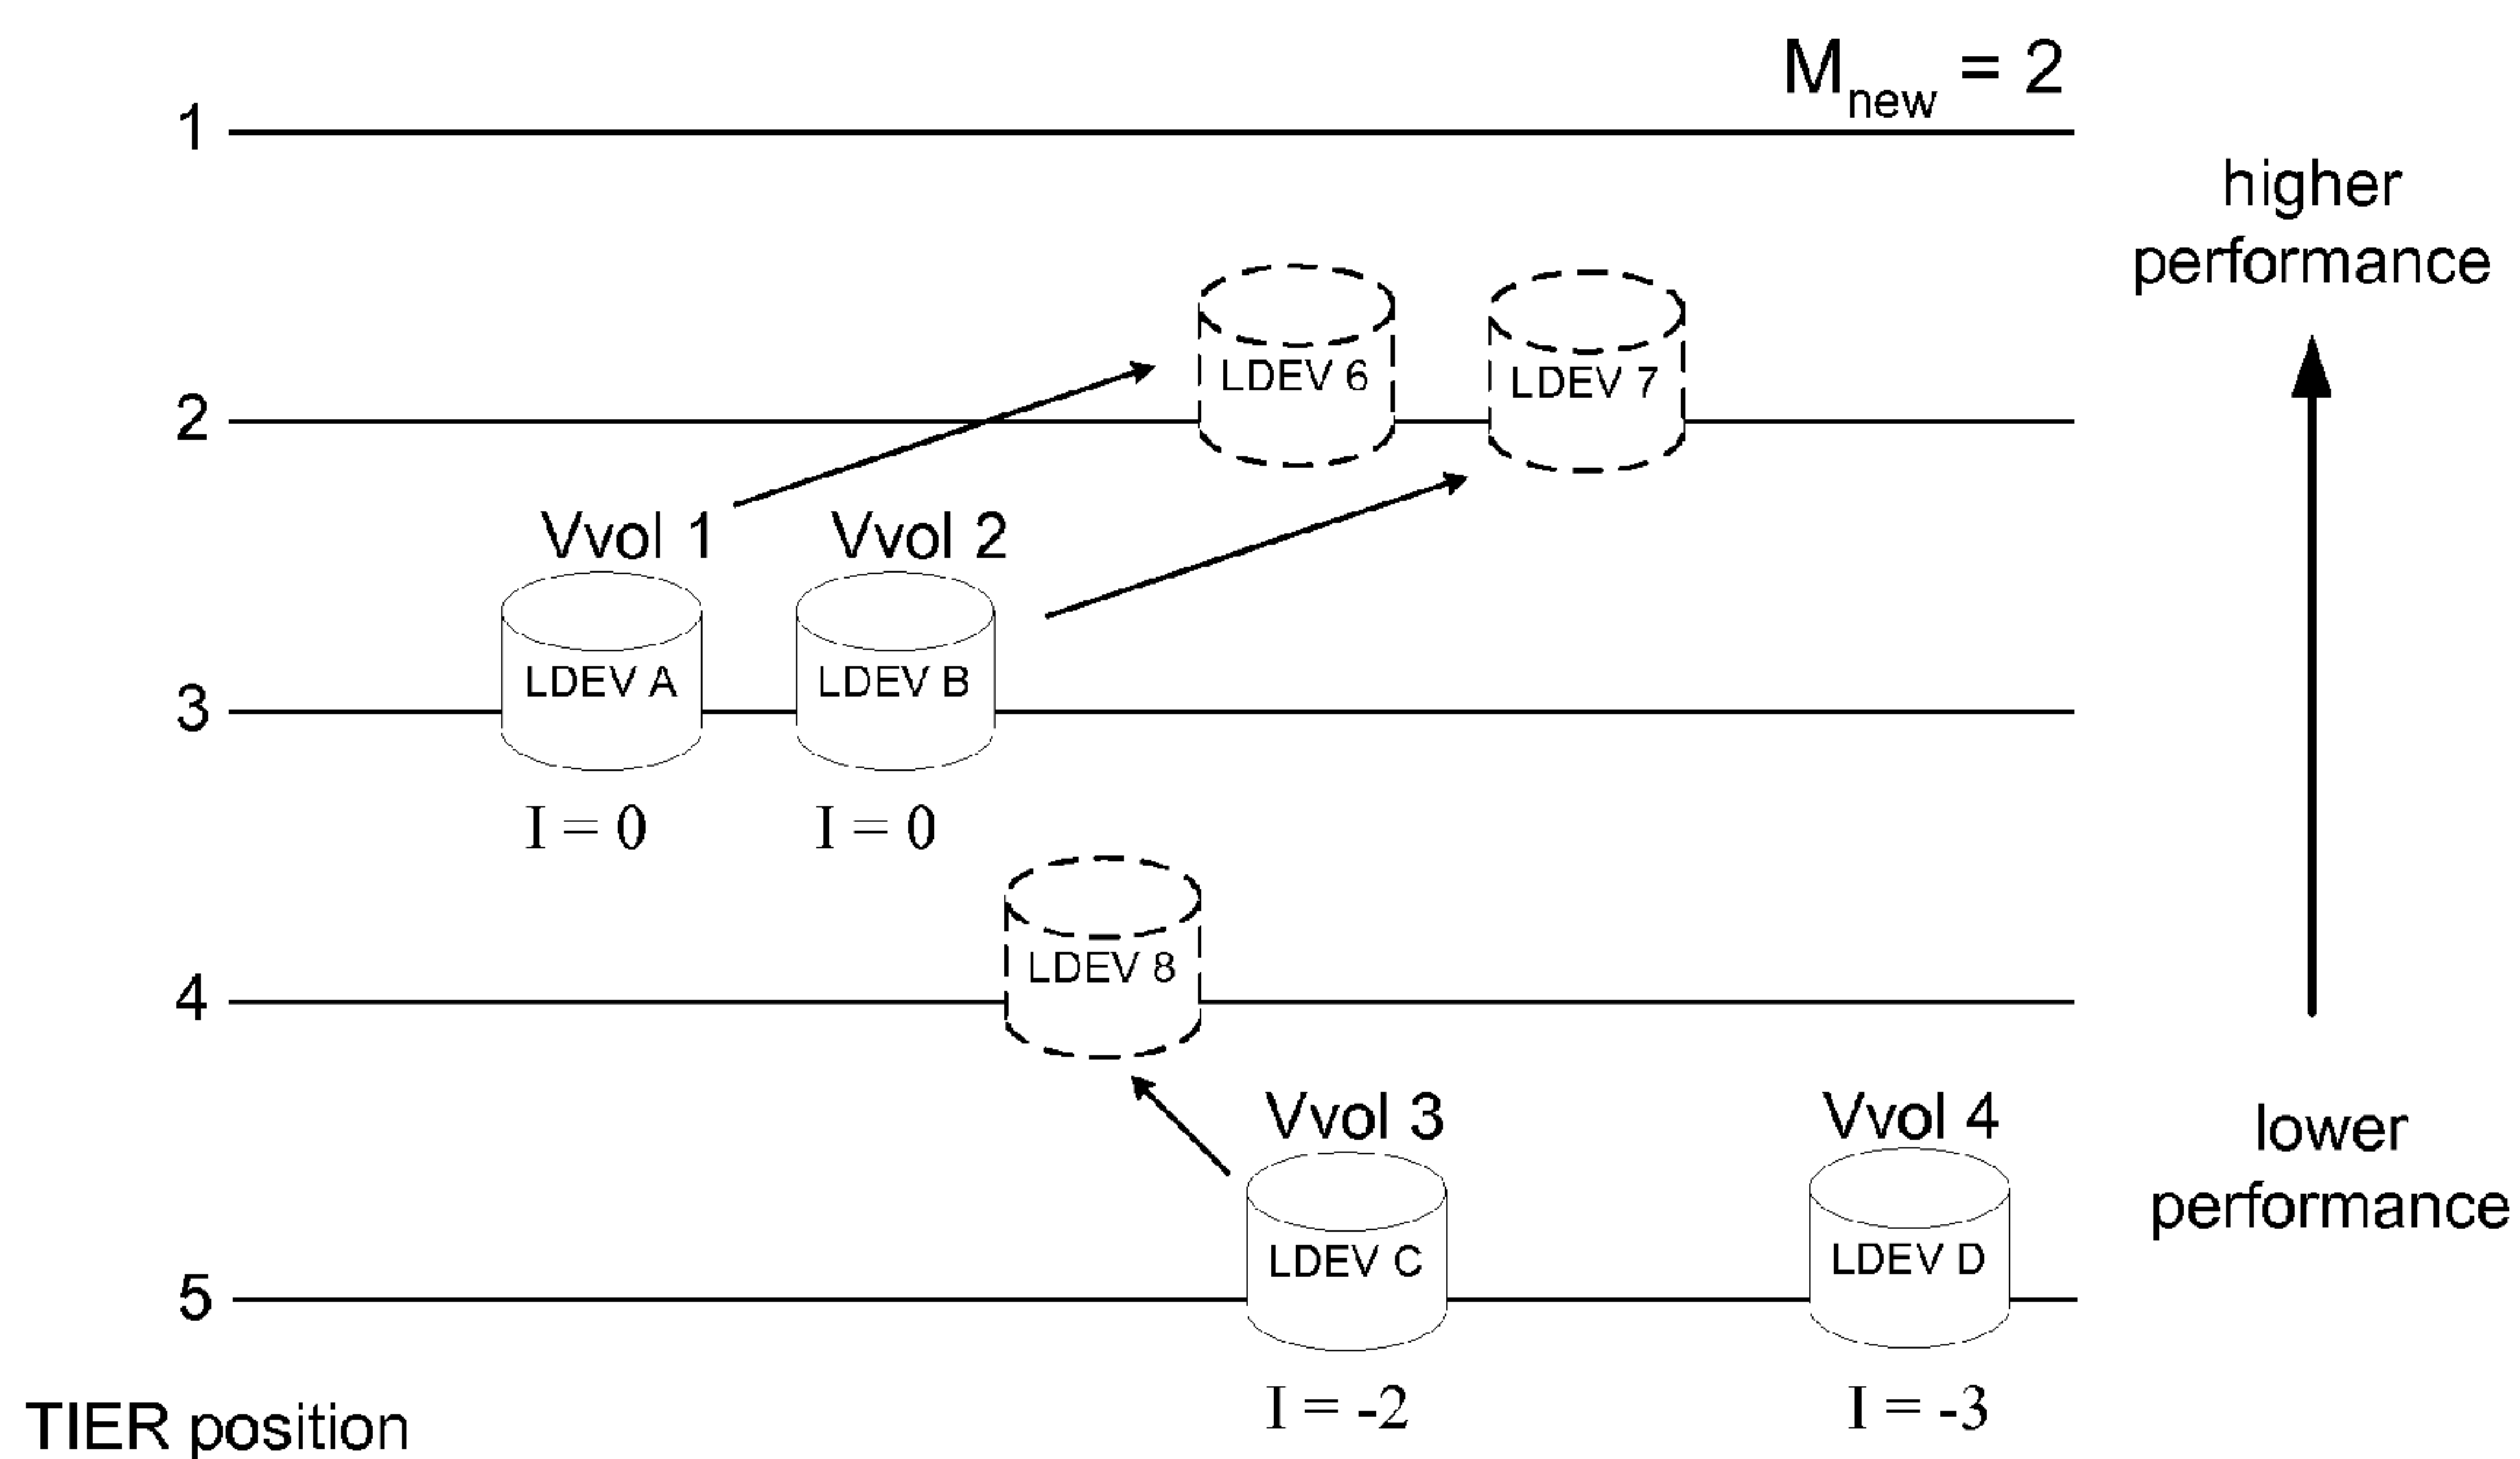 M_new = 2
1
higher
performance
LDEV 6
LDEV 7
2
Vvol 1
Vvol 2
LDEV A
LDEV B
3
I = 0
I = 0
LDEV 8
4
Vvol 3
Vvol 4
lower
performance
LDEV C
LDEV D
5
I = -2
I = -3
TIER position